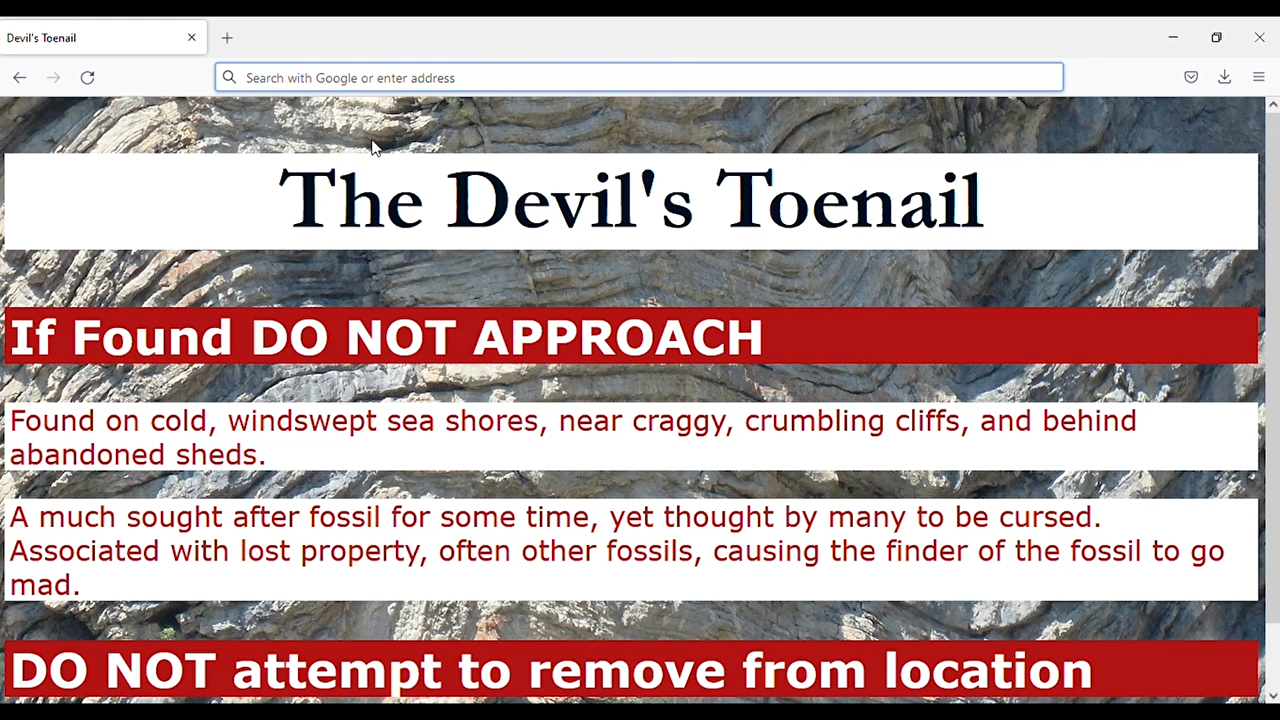 Devil's Toenail
Search with Google or enter address
The Devil's Toenail
If Found DO NOT APPROACH
Found on cold, windswept sea shores, near craggy, crumbling cliffs, and behind
abandoned sheds.
A much sought after fossil for some time, yet thought by many to be cursed.
Associated with lost property, often other fossils, causing the finder of the fossil to go
mad.
DO NOT attempt to remove from location